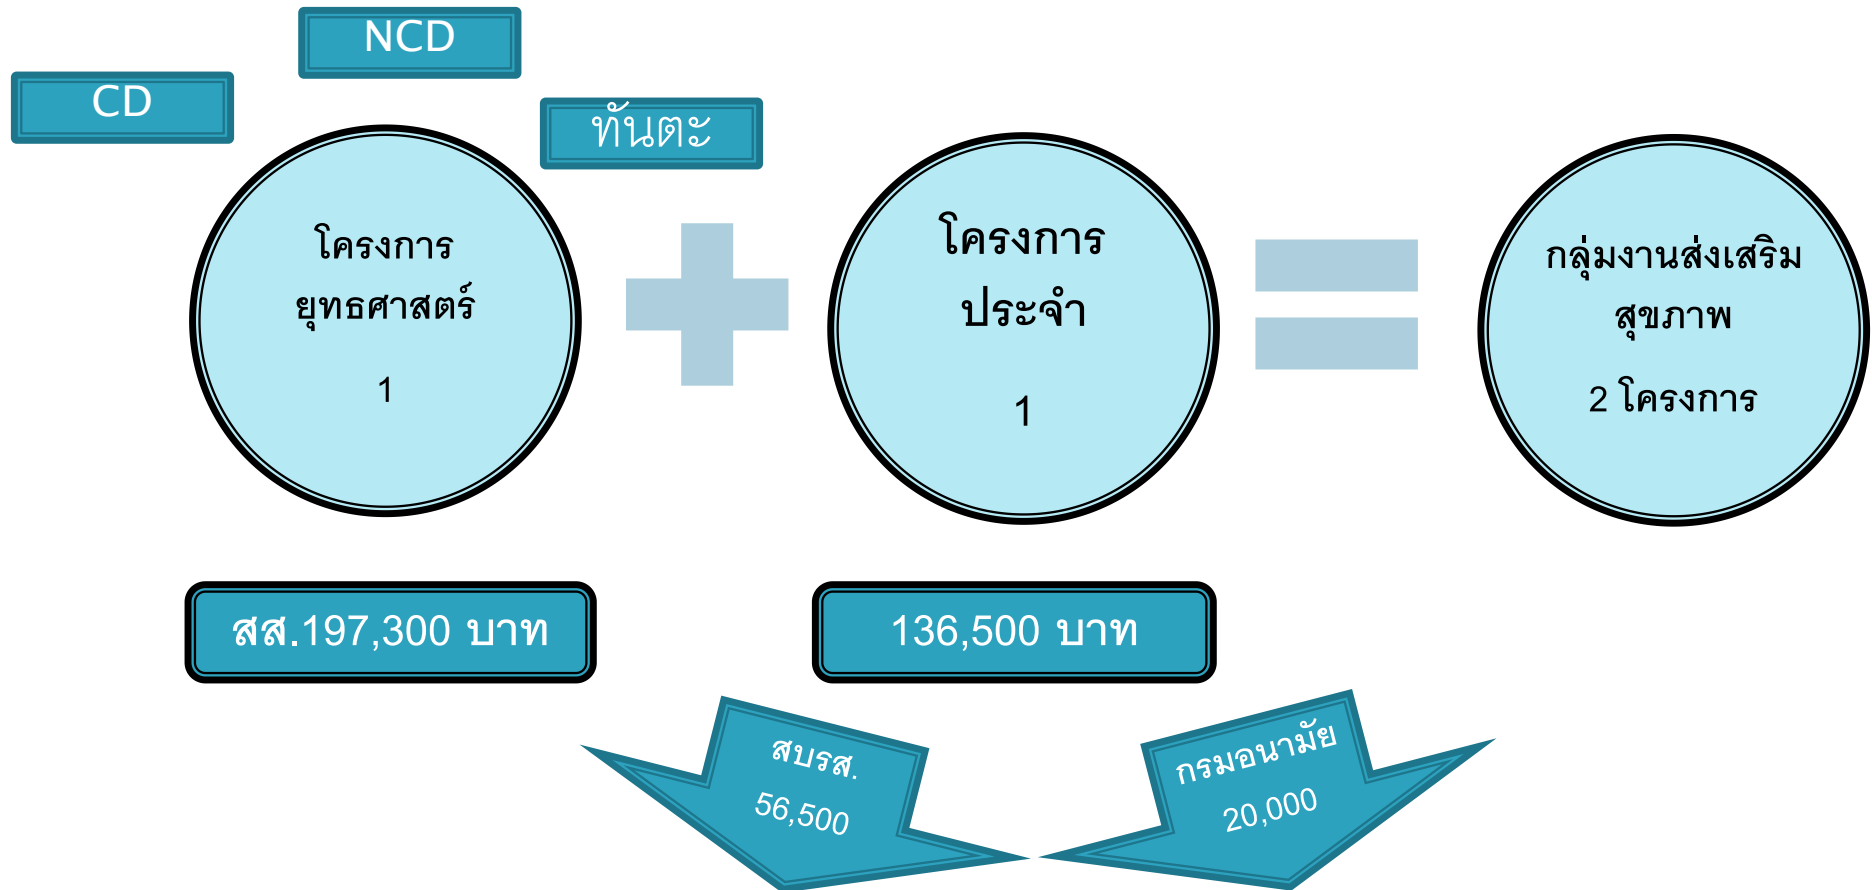 NCD
CD
ทันตะ
โครงการ
ยุทธศาสตร์
1
โครงการ
ประจำ
1
กลุ่มงานส่งเสริม
สุขภาพ
2 โครงการ
สส.197,300 บาท
136,500 บาท
สบรส.
56,500
กรมอนามัย
20,000